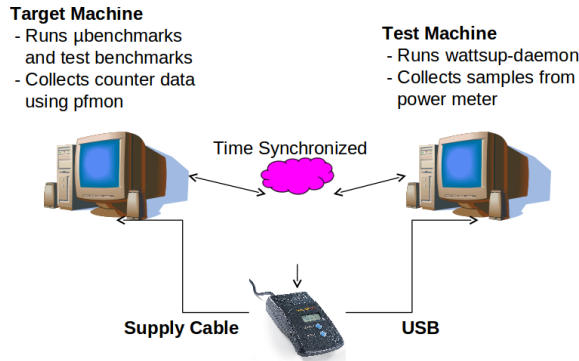 Target Machine
- Runs µbenchmarks
and test benchmarks
- Collects counter data
using pfmon
Test Machine
- Runs wattsup-daemon
- Collects samples from
power meter
Time Synchronized
Supply Cable
USB